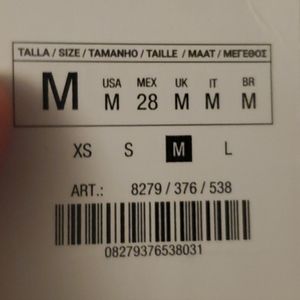 TALLA / SIZE / TAMANHO / TAILLE / MAAT / ΜΕΓΕΘΟΣ
M USA MEX UK IT BR
M 28 M M M
XS S M L
ART.: 8279 / 376 / 538
08279376538031